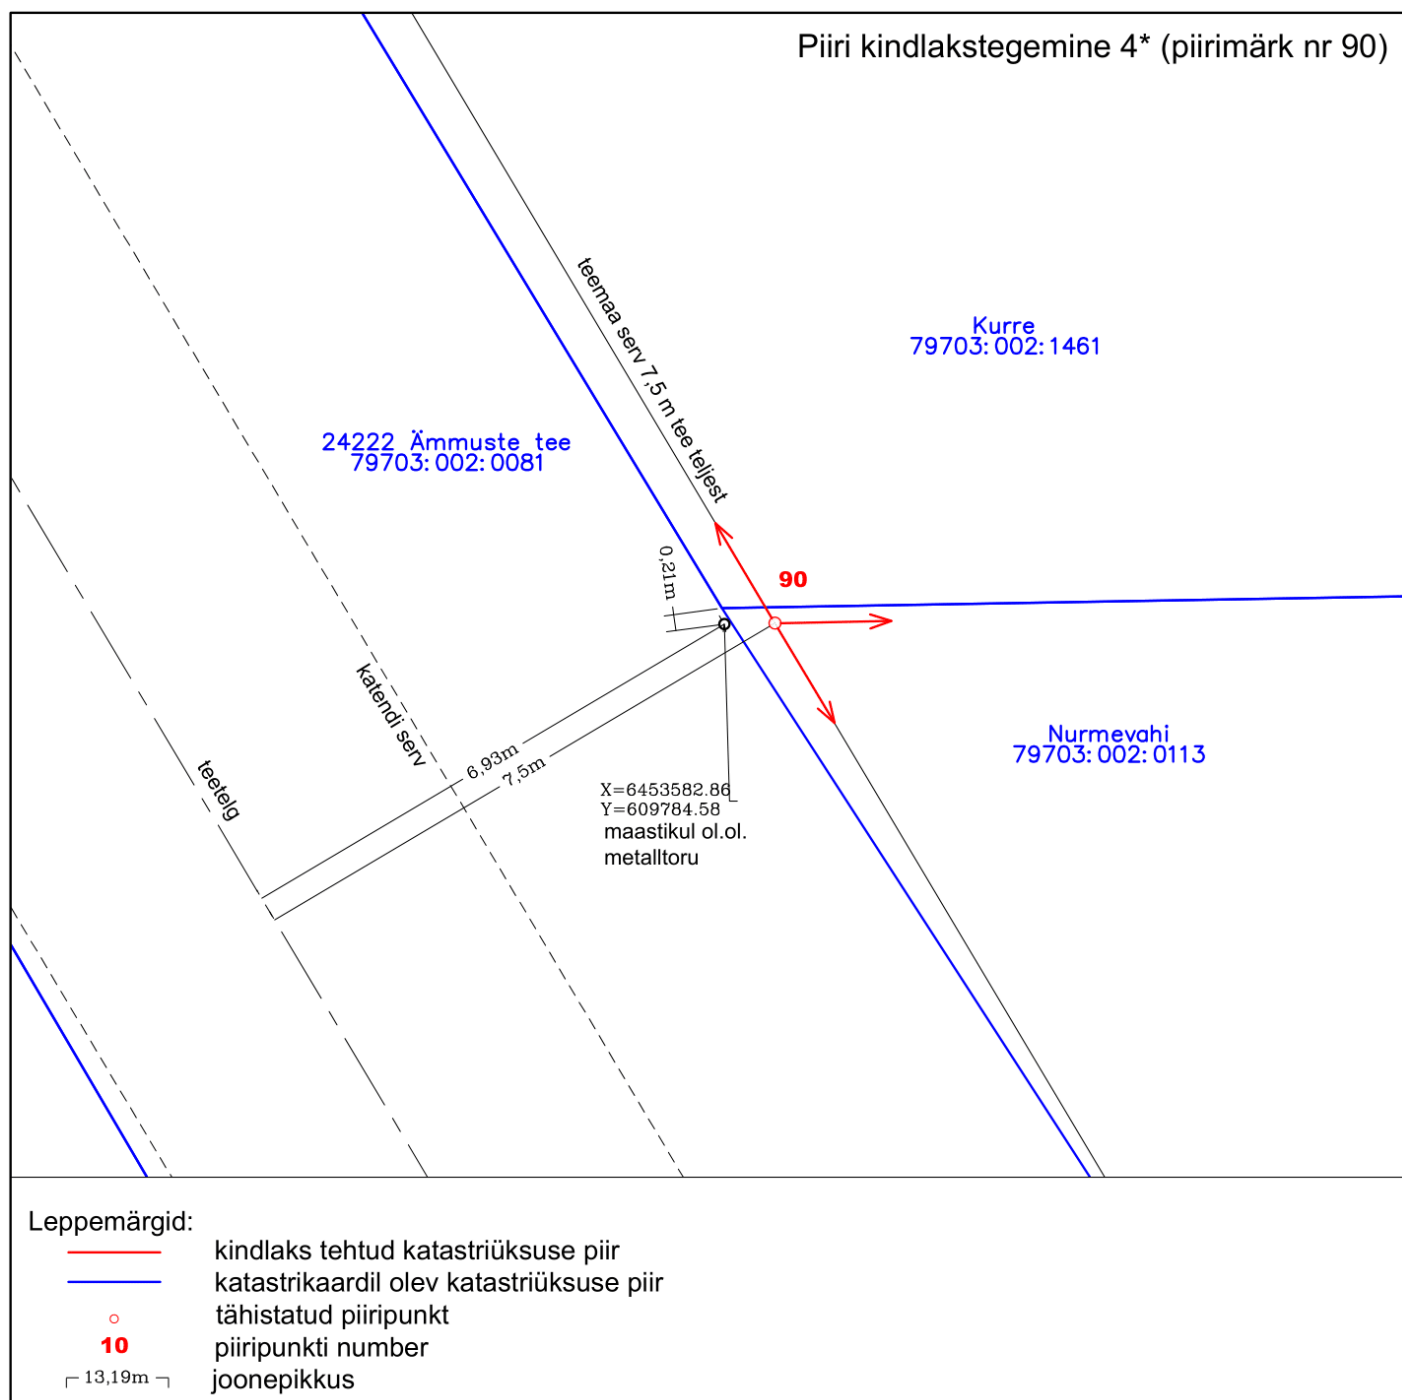 Piiri kindlakstegemine 4* (piirimärk nr 90)
teemaa serv 7,5 m tee teljest
Kurre
79703:002:1461
24222 Ämmuste tee
79703:002:0081
0,21m
90
katendi serv
teetelg
6,93m
7,5m
Nurmevahi
79703:002:0113
X=6453582.86
Y=609784.58
maastikul ol.ol.
metalltoru
Leppemärgid:
kindlaks tehtud katastriüksuse piir
katastrikaardil olev katastriüksuse piir
tähistatud piiripunkt
10 piiripunkti number
13,19m joonepikkus